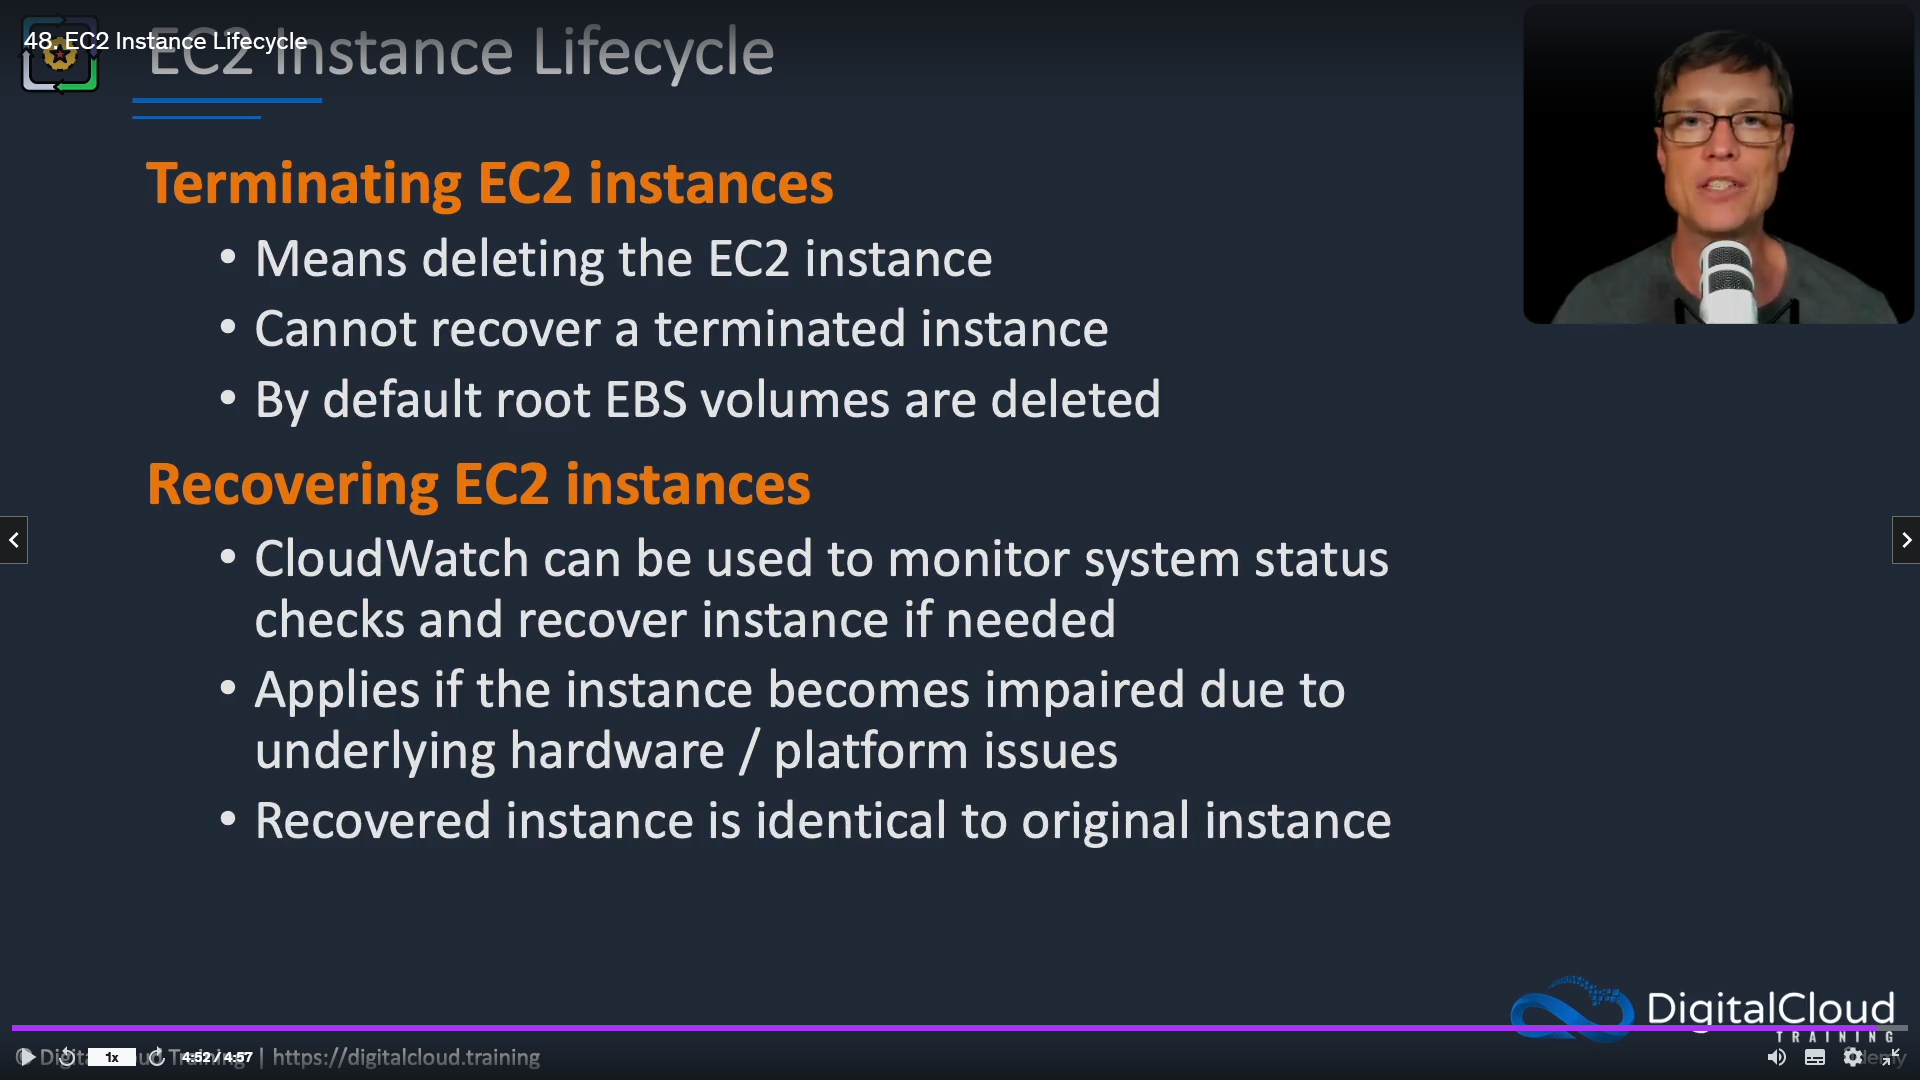 48. EC2 Instance Lifecycle
EC2 Instance Lifecycle
Terminating EC2 instances
• Means deleting the EC2 instance
• Cannot recover a terminated instance
• By default root EBS volumes are deleted
Recovering EC2 instances
• CloudWatch can be used to monitor system status
checks and recover instance if needed
• Applies if the instance becomes impaired due to
underlying hardware / platform issues
• Recovered instance is identical to original instance
DigitalCloud
TRAINING
1x
4:52 / 4:57
| https://digitalcloud.training